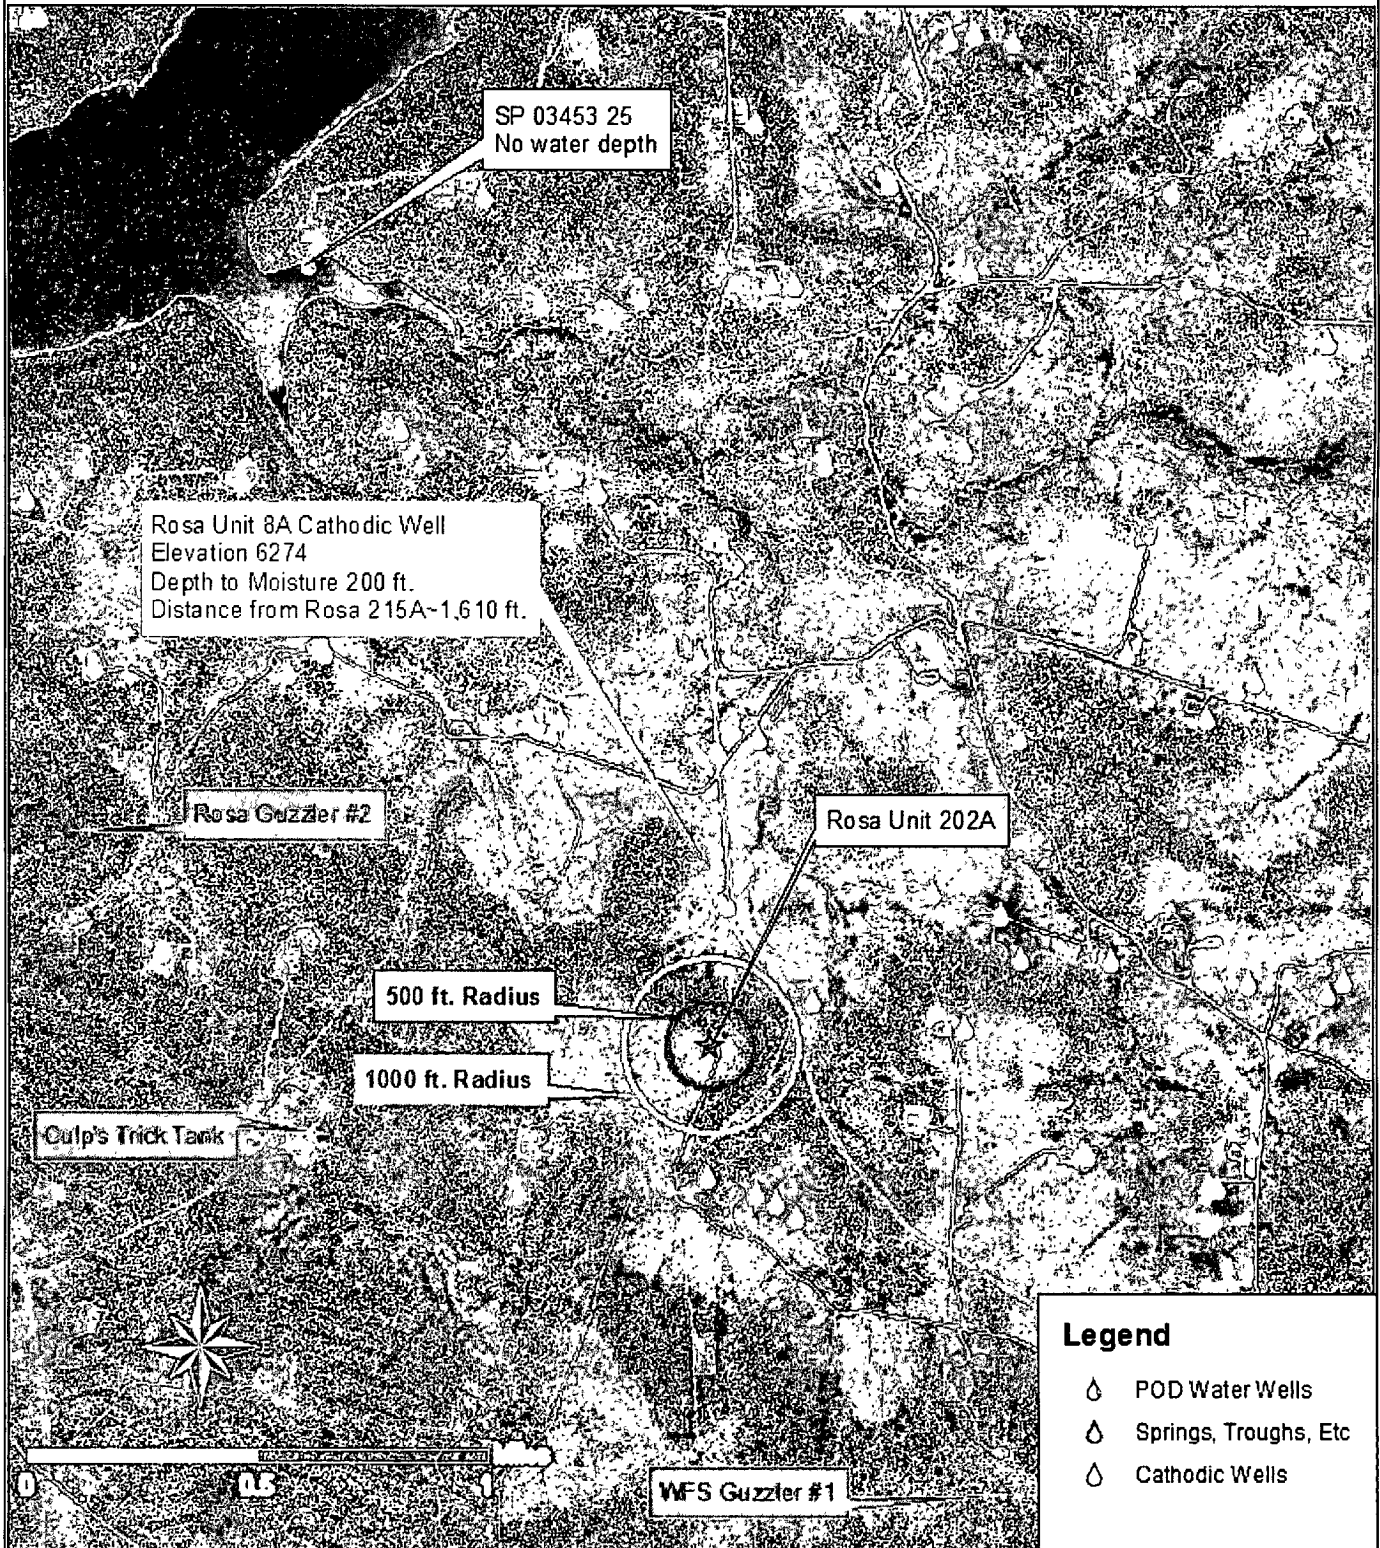 SP 03453 25
No water depth
Rosa Unit 8A Cathodic Well
Elevation 6274
Depth to Moisture 200 ft.
Distance from Rosa 215A~1,610 ft.
Rosa Guzzler #2
Rosa Unit 202A
500 ft. Radius
1000 ft. Radius
Culp's Trick Tank
Legend
POD Water Wells
Springs, Troughs, Etc
Cathodic Wells
0 0.5 1
WFS Guzzler #1